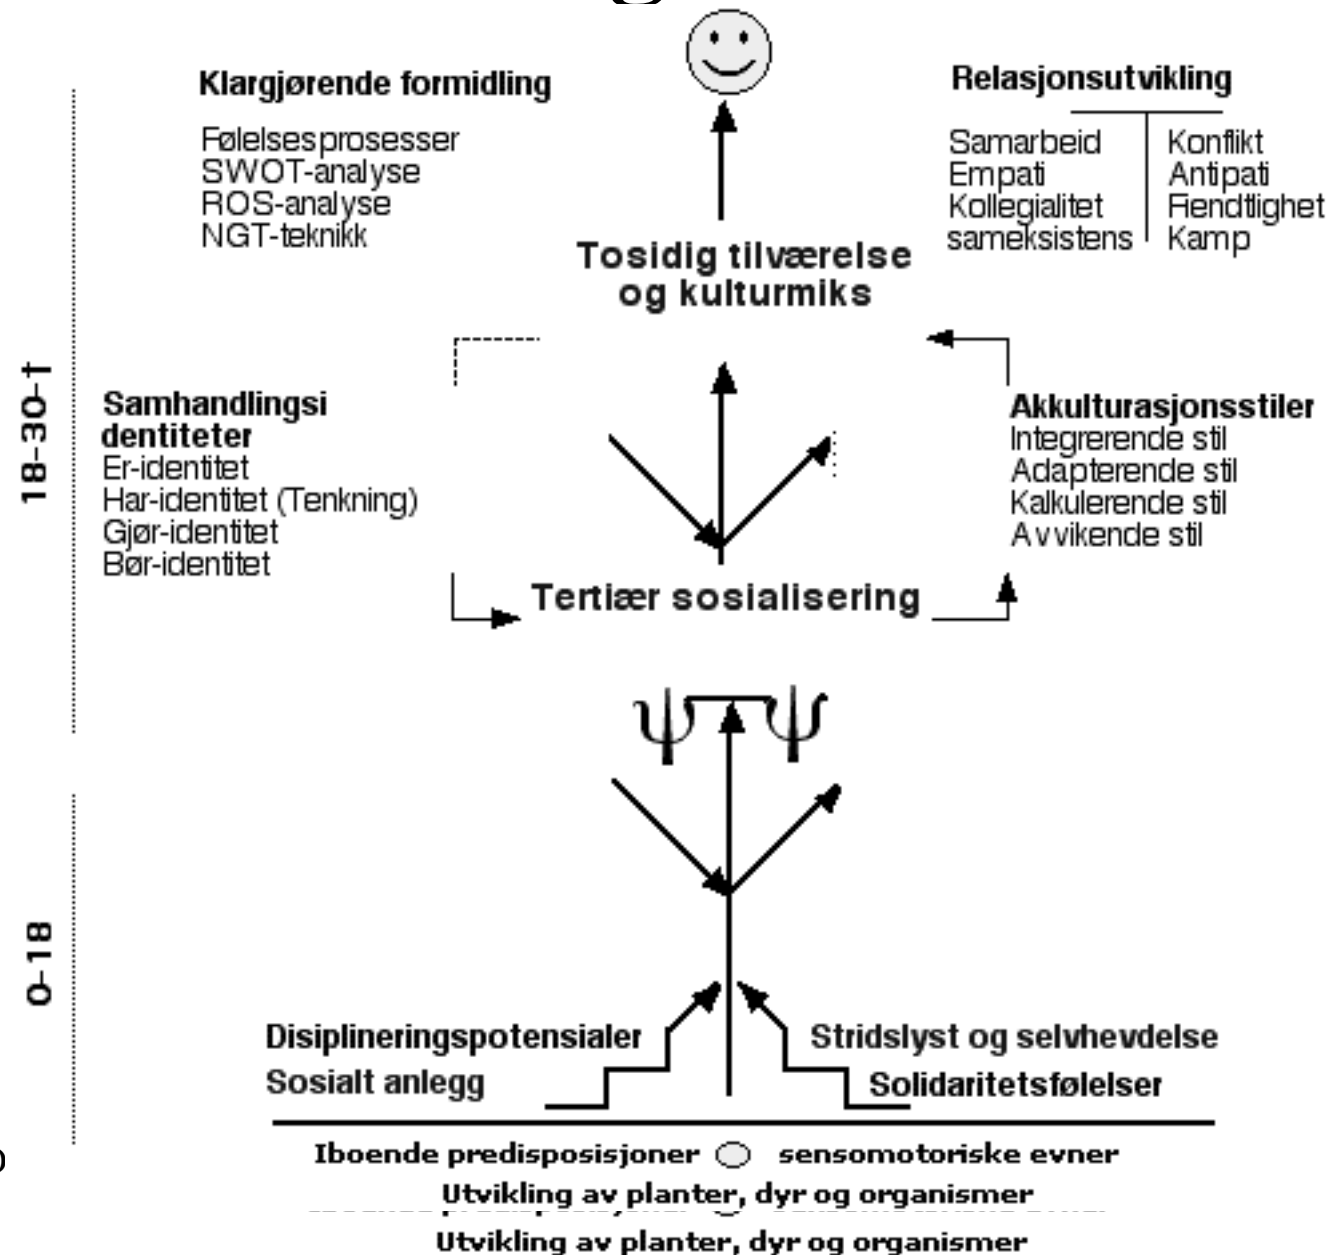 Klargjørende formidling
Følelsesprosesser
SWOT-analyse
ROS-analyse
NGT-teknikk
Relasjonsutvikling
Samarbeid
Empati
Kollegialitet
sameksistens
Konflikt
Antipati
Fiendtlighet
Kamp
Tosidig tilværelse
og kulturmiks
18-30-†
Samhandlingsi
dentiteter
Er-identitet
Har-identitet (Tenkning)
Gjør-identitet
Bør-identitet
Akkulturasjonsstiler
Integrerende stil
Adapterende stil
Kalkulerende stil
Avvikende stil
Tertiær sosialisering
Ψ Ψ
0-18
Disiplineringspotensialer
Sosialt anlegg
Stridslyst og selvhevdelse
Solidaritetsfølelser
Iboende predisposisjoner sensomotoriske evner
Utvikling av planter, dyr og organismer
Utvikling av planter, dyr og organismer